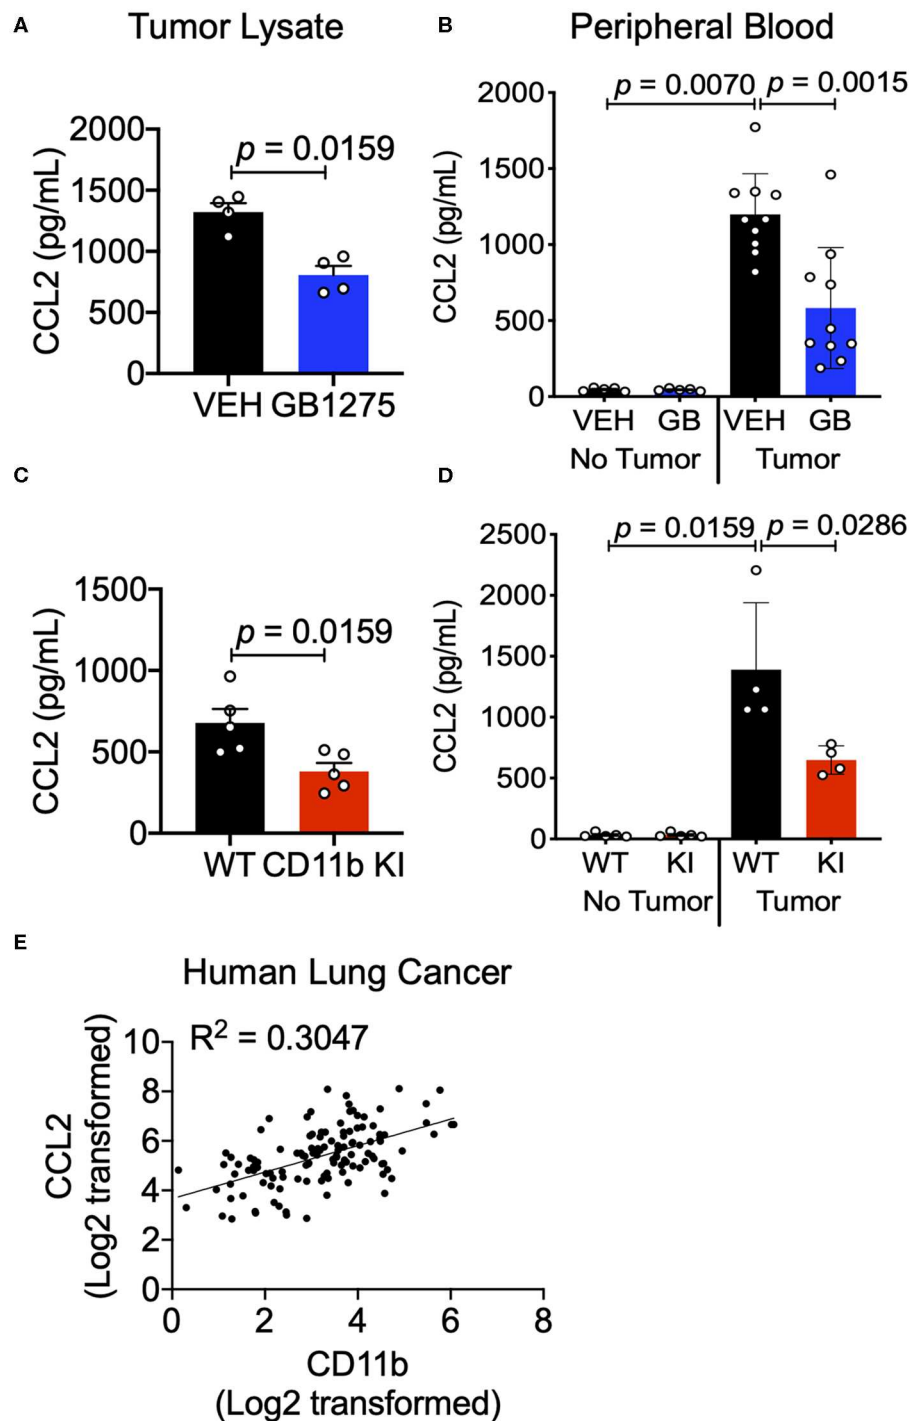 A
Tumor Lysate
CCL2 (pg/mL)
2000
1500
1000
500
0
p = 0.0159
VEH GB1275
B
Peripheral Blood
CCL2 (pg/mL)
2000
1500
1000
500
0
p = 0.0070
p = 0.0015
VEH GB VEH GB
No Tumor Tumor
C
CCL2 (pg/mL)
1500
1000
500
0
p = 0.0159
WT CD11b KI
D
CCL2 (pg/mL)
2500
2000
1500
1000
500
0
p = 0.0159
p = 0.0286
WT KI WT KI
No Tumor Tumor
E
Human Lung Cancer
R² = 0.3047
CCL2
(Log2 transformed)
10
8
6
4
2
0
0 2 4 6 8
CD11b
(Log2 transformed)